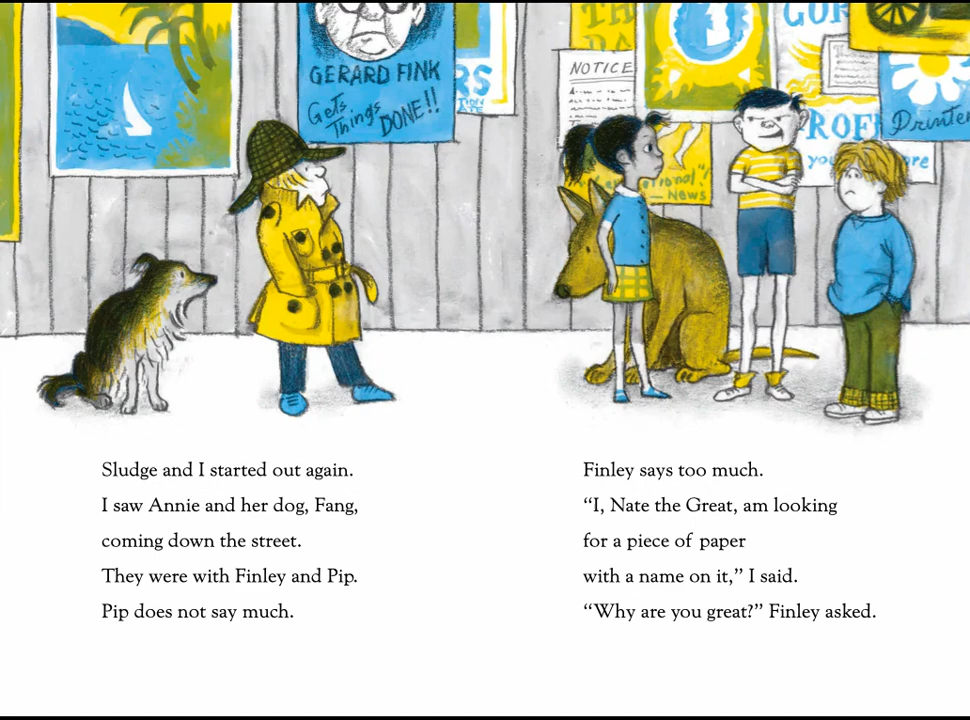 GERARD FINK
Gets
Things
DONE!!
RS
NOTICE
News
PROF
Printer
Sludge and I started out again.
I saw Annie and her dog, Fang,
coming down the street.
They were with Finley and Pip.
Pip does not say much.
Finley says too much.
“I, Nate the Great, am looking
for a piece of paper
with a name on it,” I said.
“Why are you great?” Finley asked.